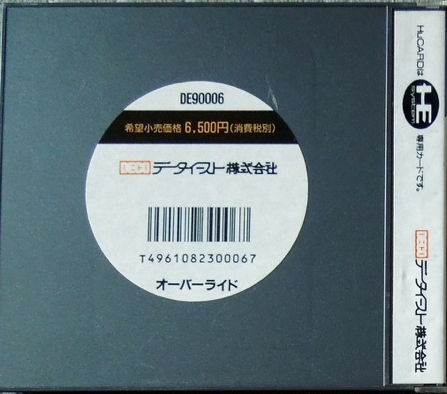 DE90006
希望小売価格 6,500円(消費税別)
DECO データイースト株式会社
T4961082300067
オーバーライド
HuCARDは
HE
SYSTEM
専用カードです。
DECO データイースト株式会社